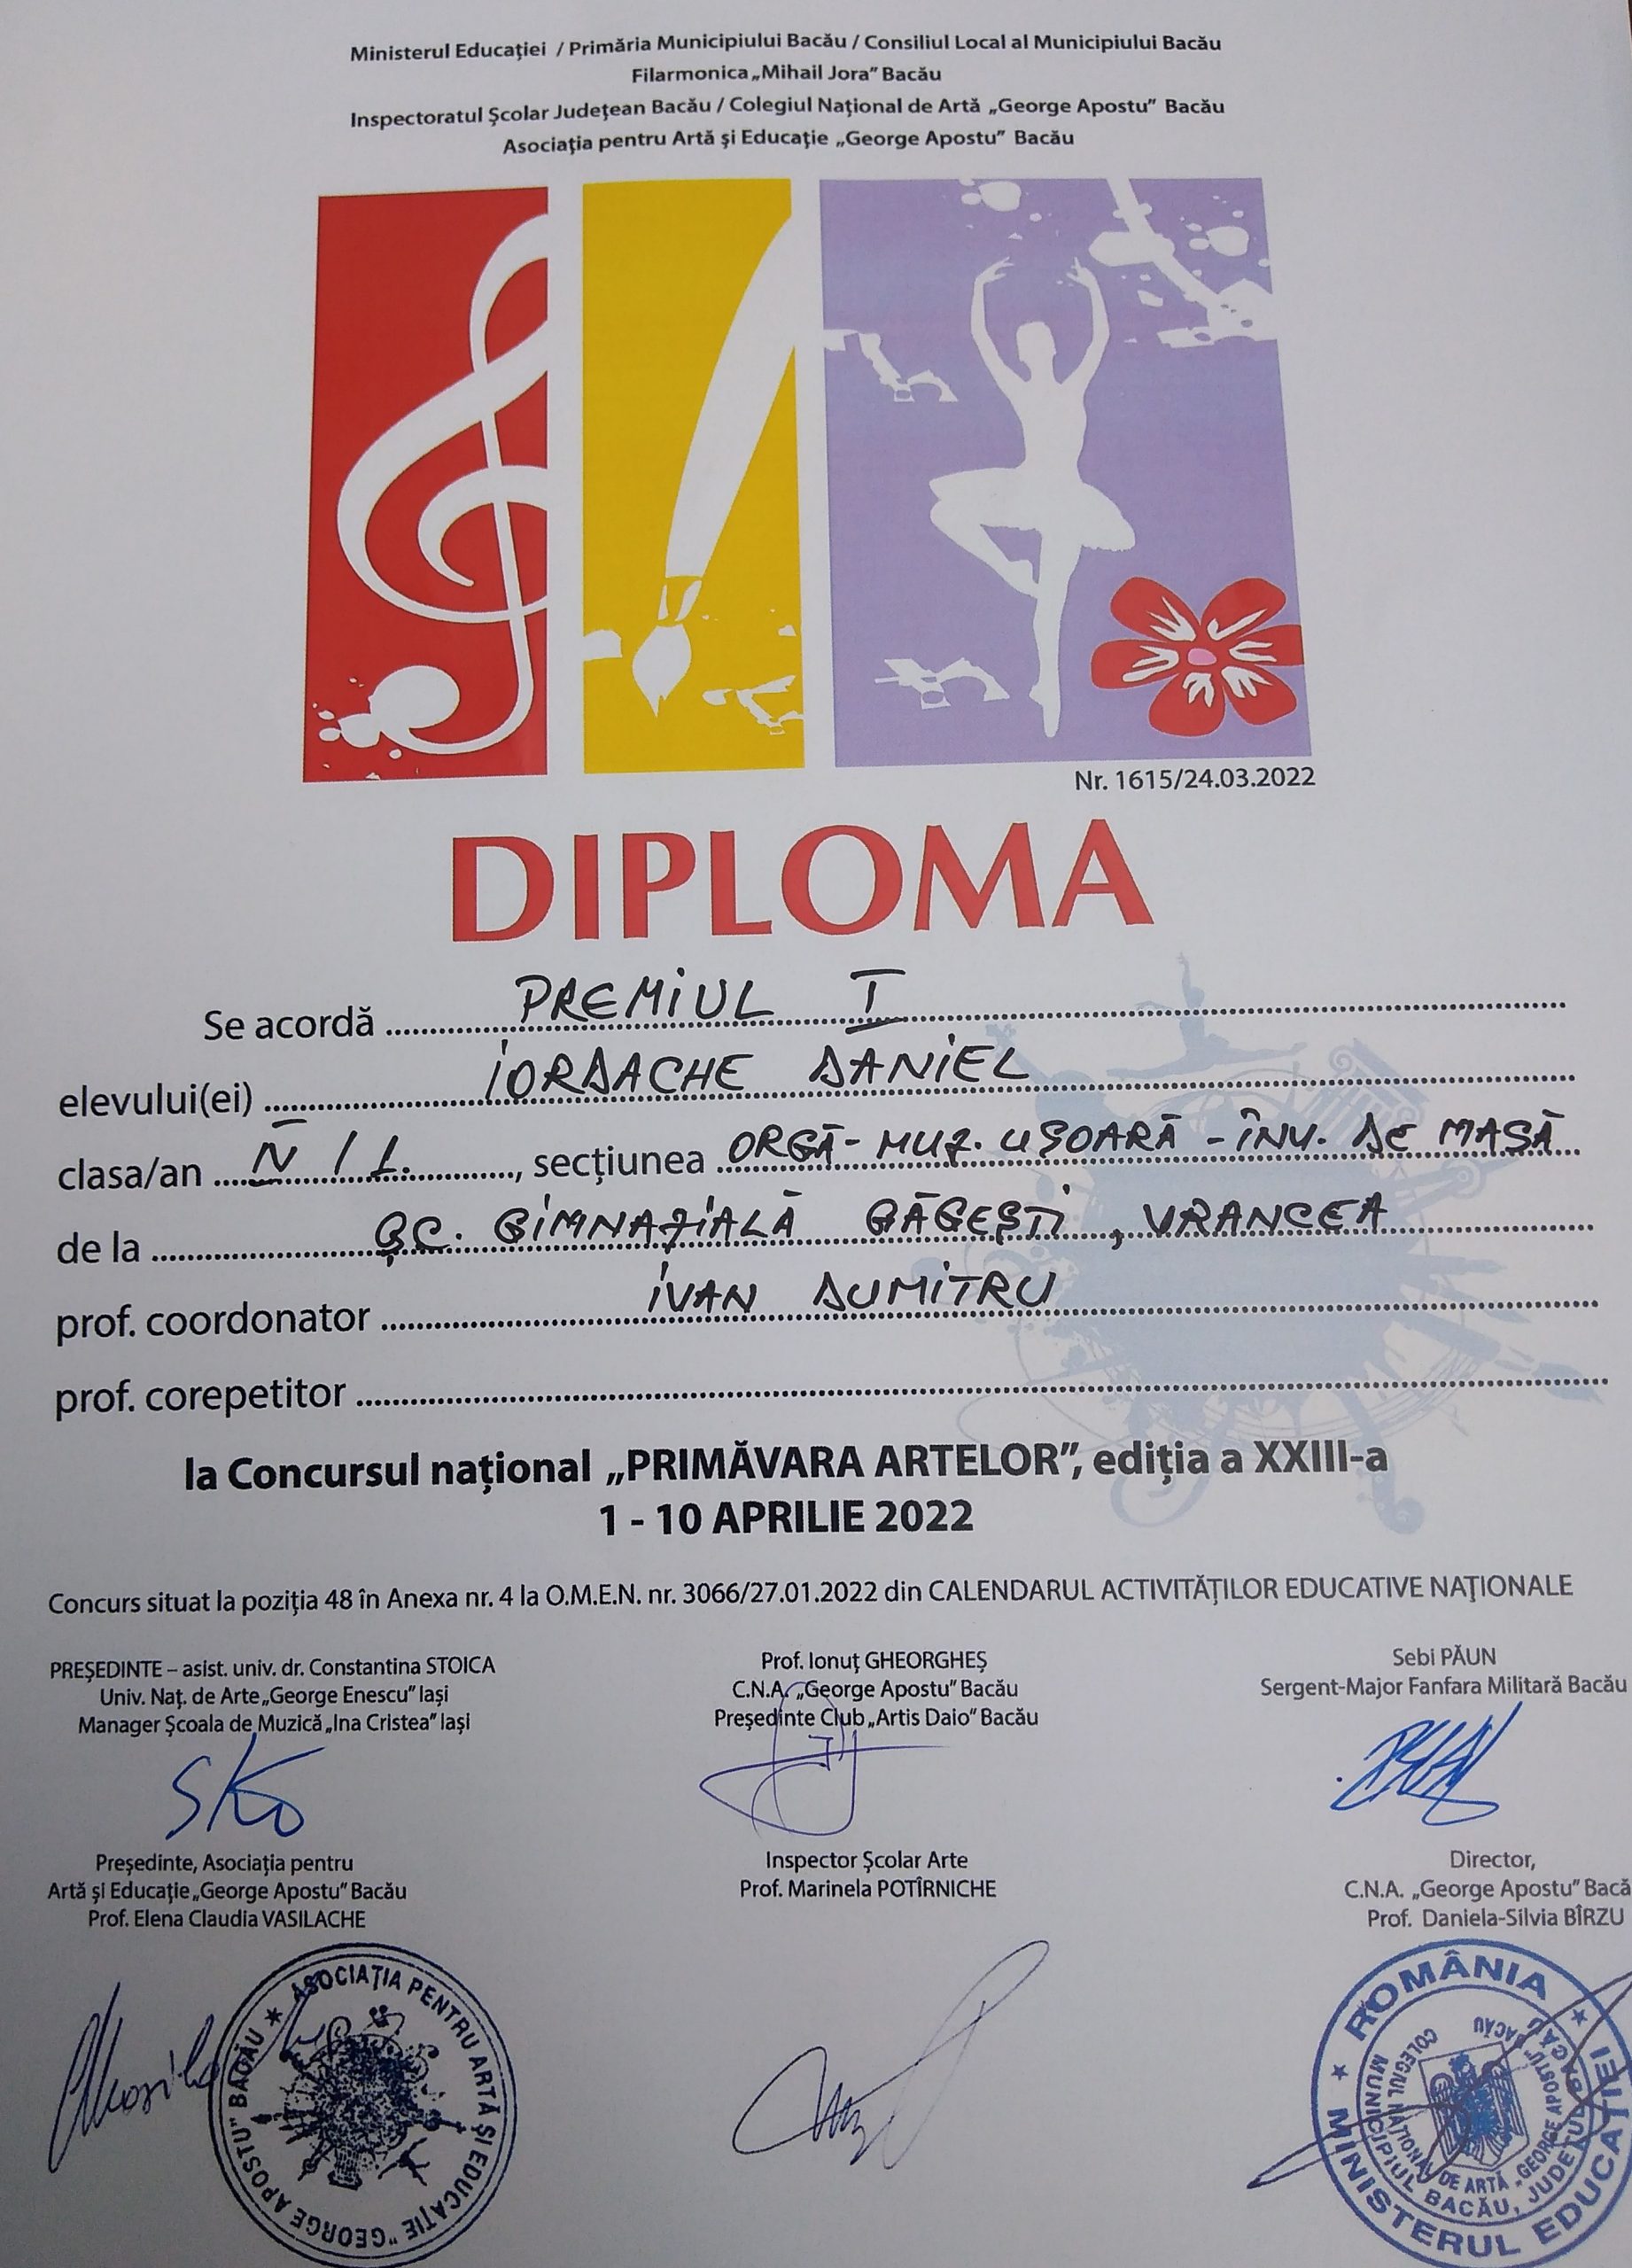 Ministerul Educației / Primăria Municipiului Bacău / Consiliul Local al Municipiului Bacău
Filarmonica „Mihail Jora” Bacău
Inspectoratul Școlar Județean Bacău / Colegiul Național de Artă „George Apostu” Bacău
Asociația pentru Artă și Educație „George Apostu” Bacău
Nr. 1615/24.03.2022
DIPLOMA
Se acordă PREMIUL I
elevului(ei) IORDACHE DANIEL
clasa/an , secțiunea ORGĂ - MUZ. UȘOARĂ - ÎNV. DE MASĂ
de la ȘC. GIMNAZIALĂ GĂGEȘTI, VRANCEA
prof. coordonator IVAN DUMITRU
prof. corepetitor
la Concursul național „PRIMĂVARA ARTELOR”, ediția a XXIII-a
1 - 10 APRILIE 2022
Concurs situat la poziția 48 în Anexa nr. 4 la O.M.E.N. nr. 3066/27.01.2022 din CALENDARUL ACTIVITĂȚILOR EDUCATIVE NAȚIONALE
PREȘEDINTE – asist. univ. dr. Constantina STOICA
Univ. Naț. de Arte „George Enescu” Iași
Manager Școala de Muzică „Ina Cristea” Iași
Prof. Ionuț GHEORGHEȘ
C.N.A. „George Apostu” Bacău
Președinte Club „Artis Daio” Bacău
Sebi PĂUN
Sergent-Major Fanfara Militară Bacău
Președinte, Asociația pentru
Artă și Educație „George Apostu” Bacău
Prof. Elena Claudia VASILACHE
Inspector Școlar Arte
Prof. Marinela POTÎRNICHE
Director,
C.N.A. „George Apostu” Bacă
Prof. Daniela-Silvia BÎRZU
ASOCIAȚIA PENTRU ARTĂ ȘI EDUCAȚIE "GEORGE APOSTU" BACĂU
ROMÂNIA
MINISTERUL EDUCAȚIEI
MUNICIPIUL BACĂU, JUDEȚUL BACĂU
COLEGIUL NAȚIONAL DE ARTĂ „GEORGE APOSTU” BACĂU